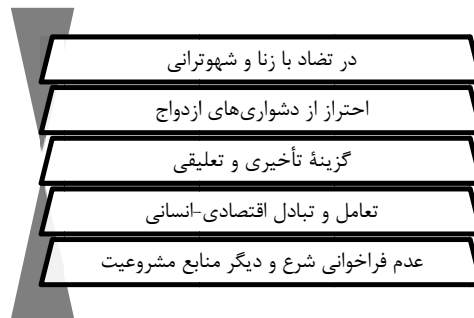 در تضاد با زنا و شهوترانی
احتراز از دشواری‌های ازدواج
گزینۀ تأخیری و تعلیقی
تعامل و تبادل اقتصادی-انسانی
عدم فراخوانی شرع و دیگر منابع مشروعیت